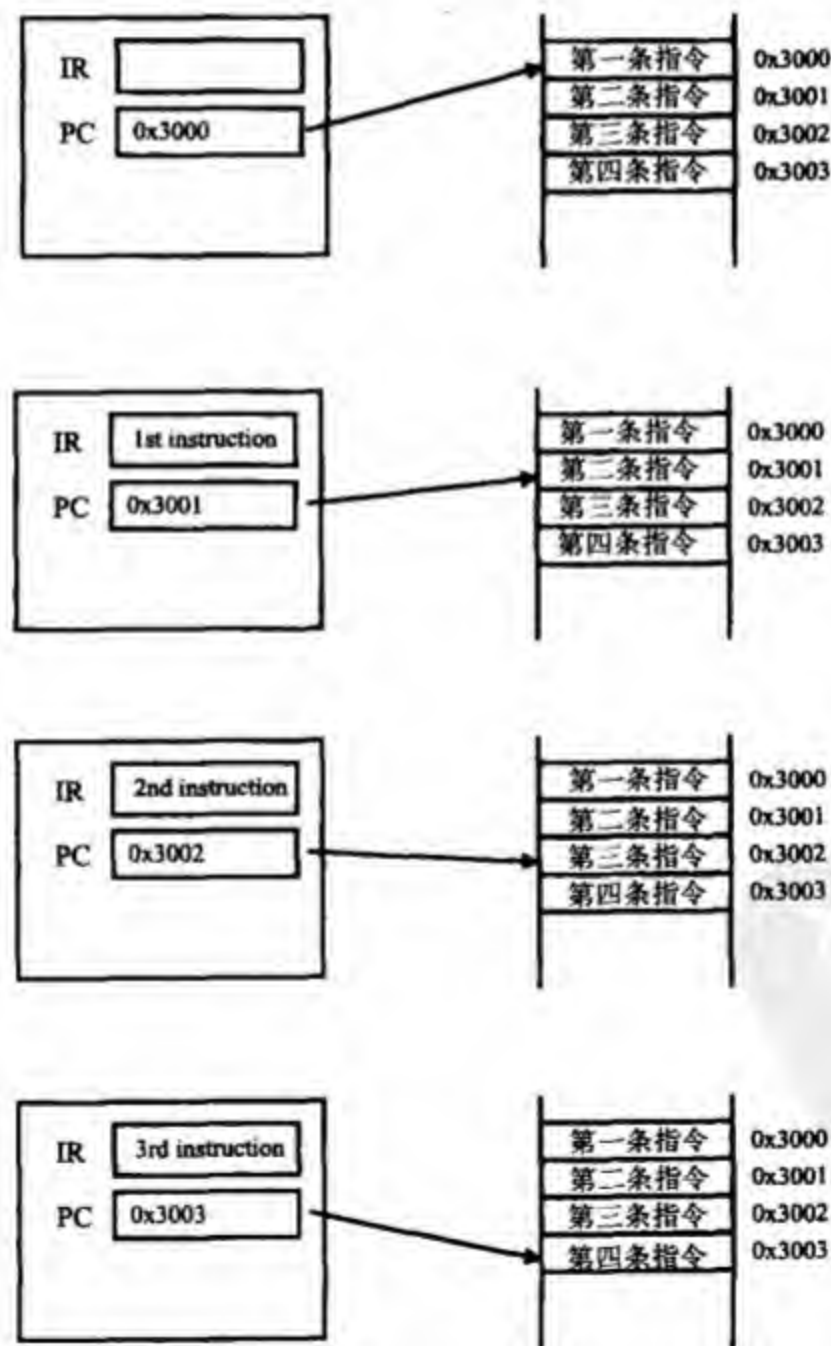 IR
第一条指令 0x3000
PC 0x3000
第二条指令 0x3001
第三条指令 0x3002
第四条指令 0x3003
IR 1st instruction
第一条指令 0x3000
PC 0x3001
第二条指令 0x3001
第三条指令 0x3002
第四条指令 0x3003
IR 2nd instruction
第一条指令 0x3000
PC 0x3002
第二条指令 0x3001
第三条指令 0x3002
第四条指令 0x3003
IR 3rd instruction
第一条指令 0x3000
PC 0x3003
第二条指令 0x3001
第三条指令 0x3002
第四条指令 0x3003